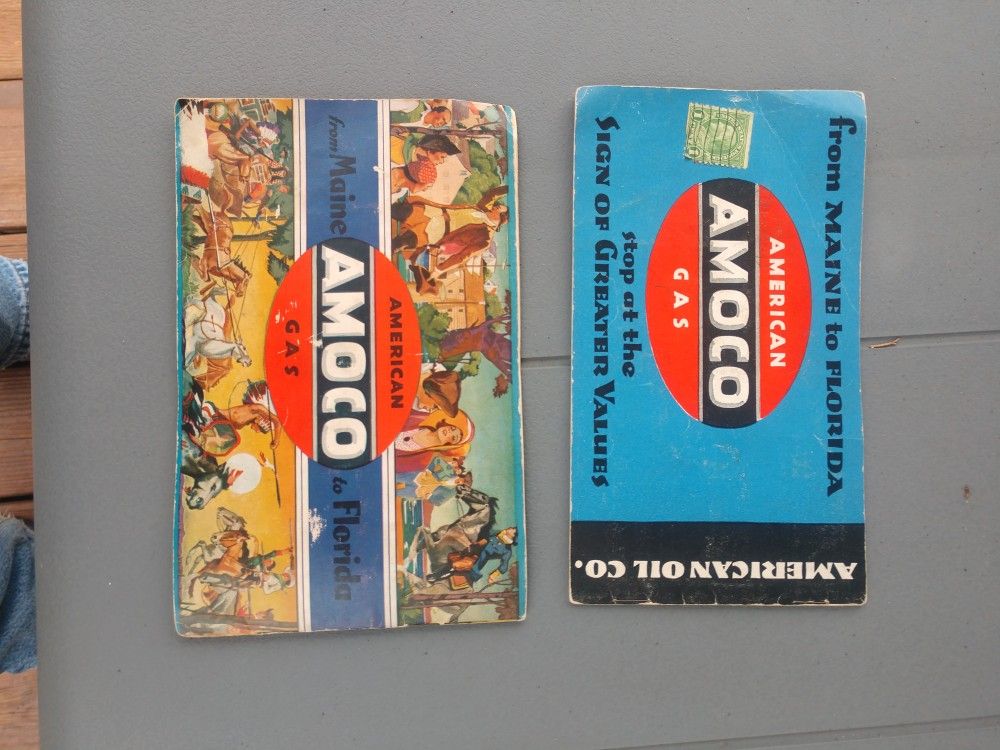 AMERICAN
from Maine AMOCO to Florida
GAS
from MAINE to FLORIDA
AMERICAN
AMOCO
GAS
stop at the
SIGN OF GREATER VALUES
AMERICAN OIL CO.